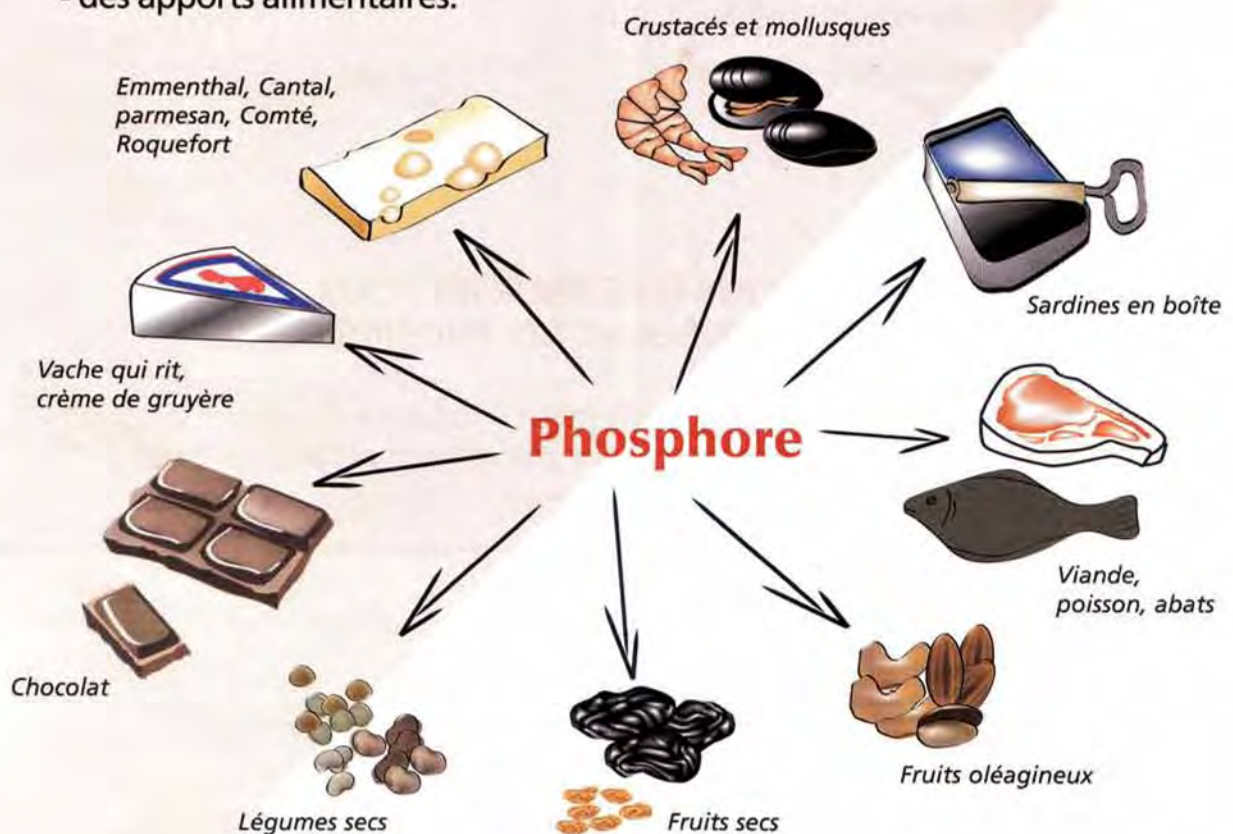 - des apports alimentaires.
Crustacés et mollusques
Emmenthal, Cantal,
parmesan, Comté,
Roquefort
Sardines en boîte
Vache qui rit,
crème de gruyère
Phosphore
Viande,
poisson, abats
Chocolat
Fruits oléagineux
Légumes secs
Fruits secs